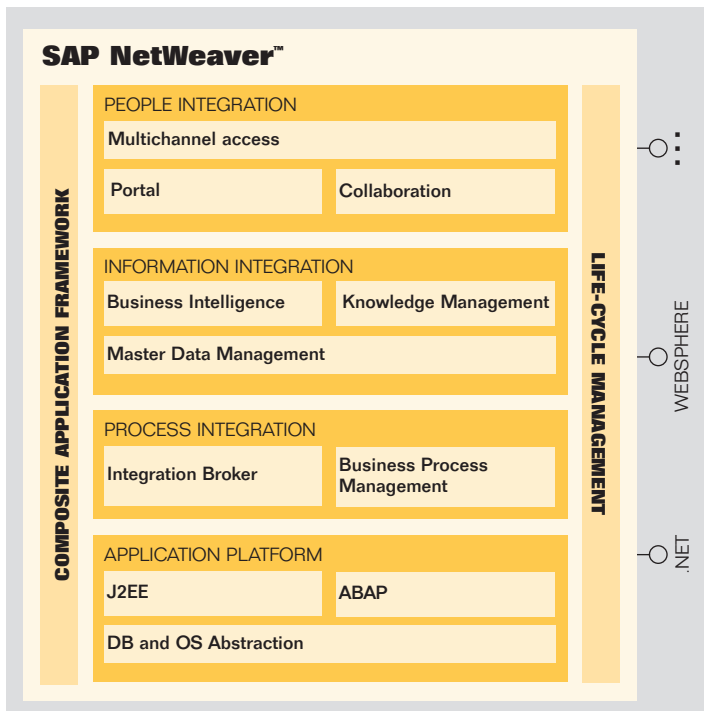 SAP NetWeaver™
COMPOSITE APPLICATION FRAMEWORK
PEOPLE INTEGRATION
Multichannel access
Portal
Collaboration
INFORMATION INTEGRATION
Business Intelligence
Knowledge Management
Master Data Management
PROCESS INTEGRATION
Integration Broker
Business Process
Management
APPLICATION PLATFORM
J2EE
ABAP
DB and OS Abstraction
LIFE-CYCLE MANAGEMENT
...
WEBSPHERE
.NET